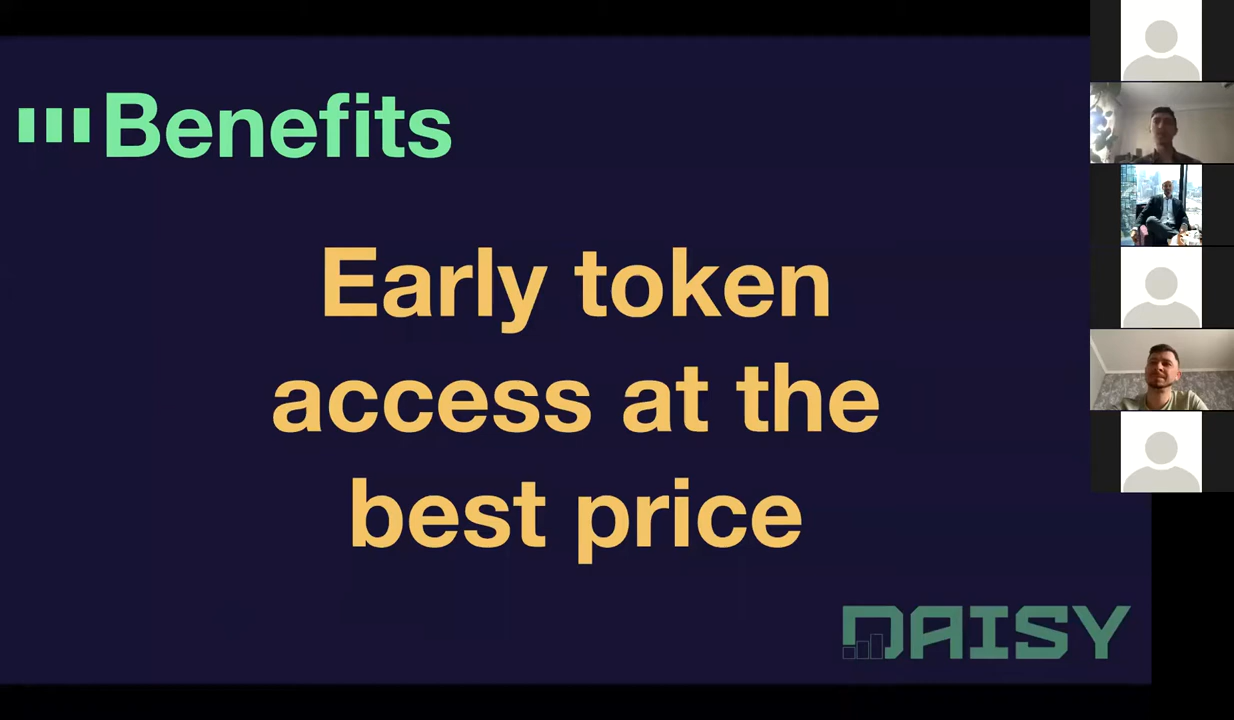 Benefits
Early token
access at the
best price
DAISY